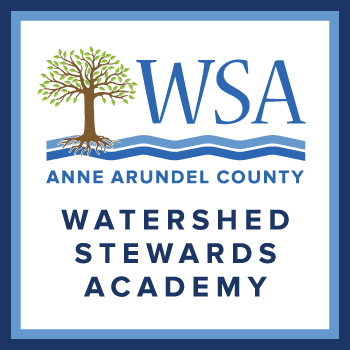 WSA
ANNE ARUNDEL COUNTY
WATERSHED
STEWARDS
ACADEMY